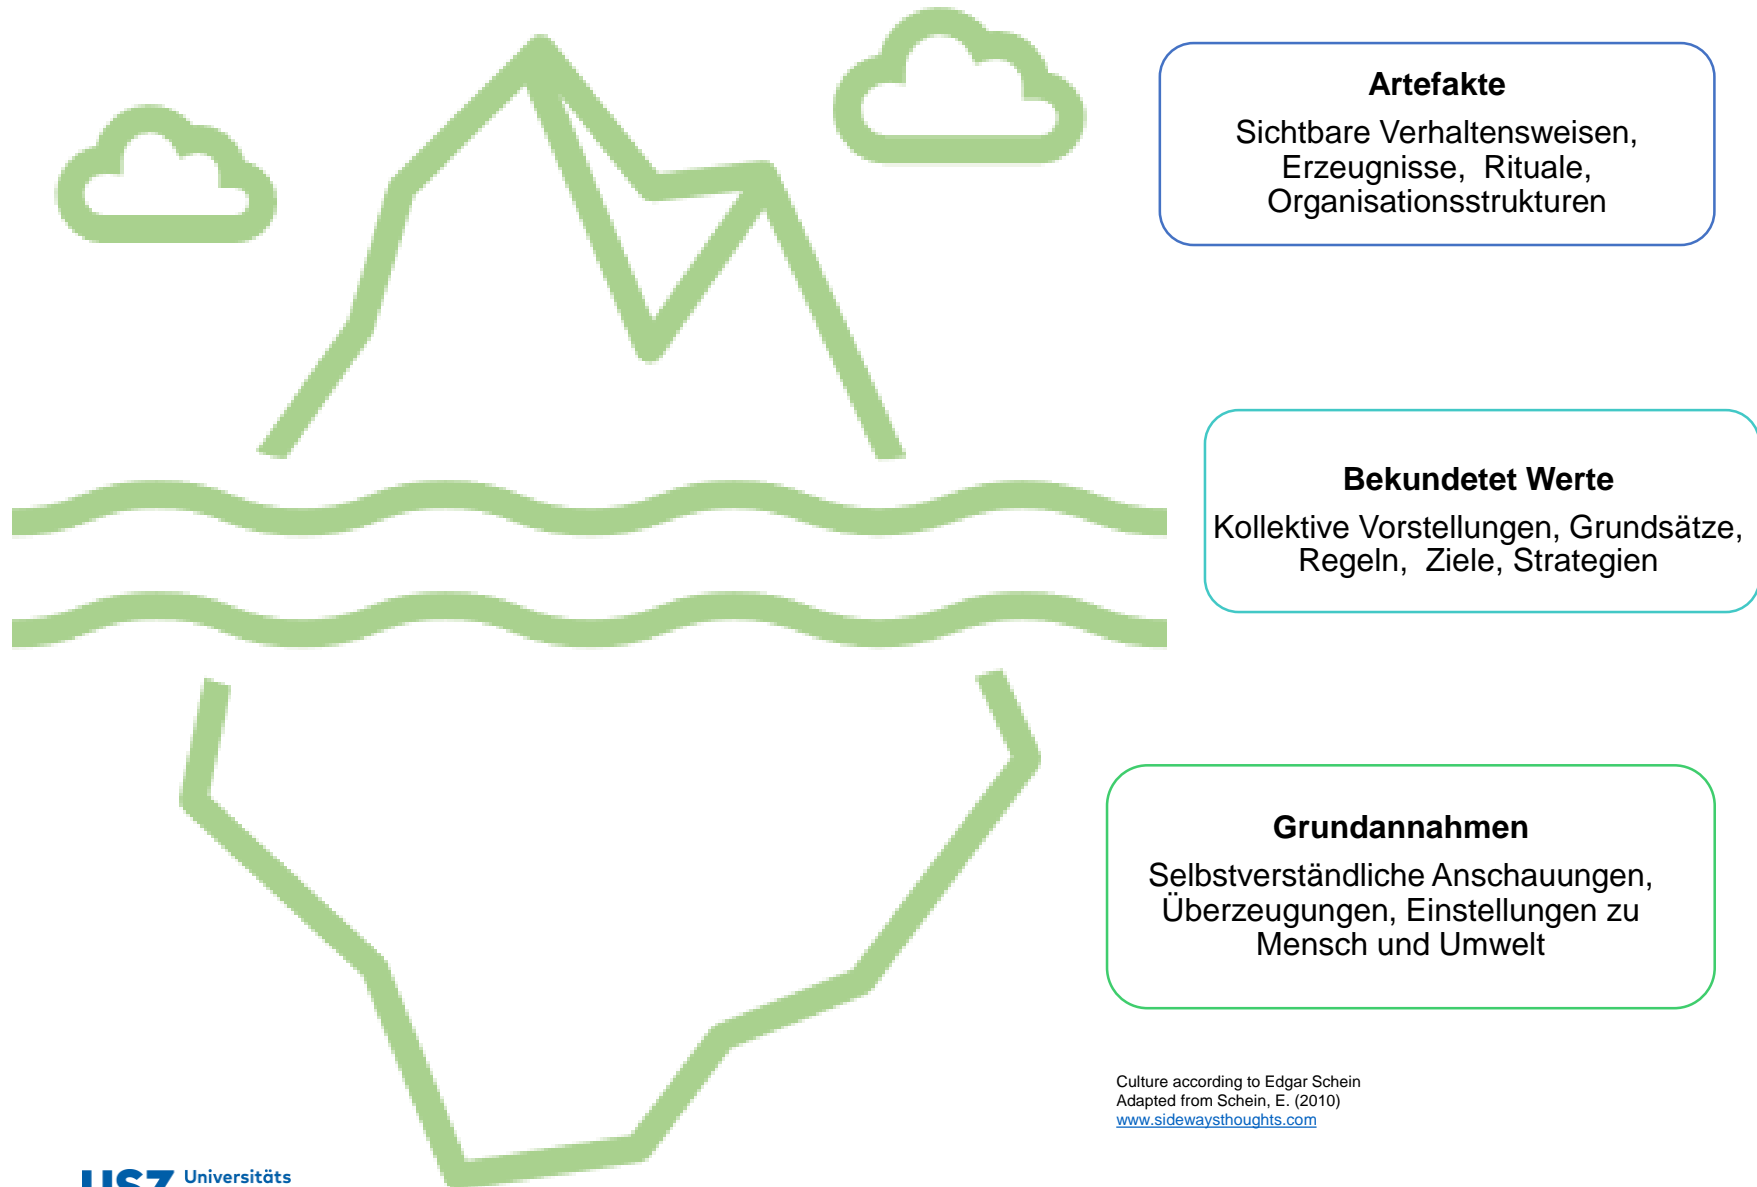 Artefakte
Sichtbare Verhaltensweisen,
Erzeugnisse, Rituale,
Organisationsstrukturen
Bekundetet Werte
Kollektive Vorstellungen, Grundsätze,
Regeln, Ziele, Strategien
Grundannahmen
Selbstverständliche Anschauungen,
Überzeugungen, Einstellungen zu
Mensch und Umwelt
Culture according to Edgar Schein
Adapted from Schein, E. (2010)
www.sidewaysthoughts.com
USZ Universitäts